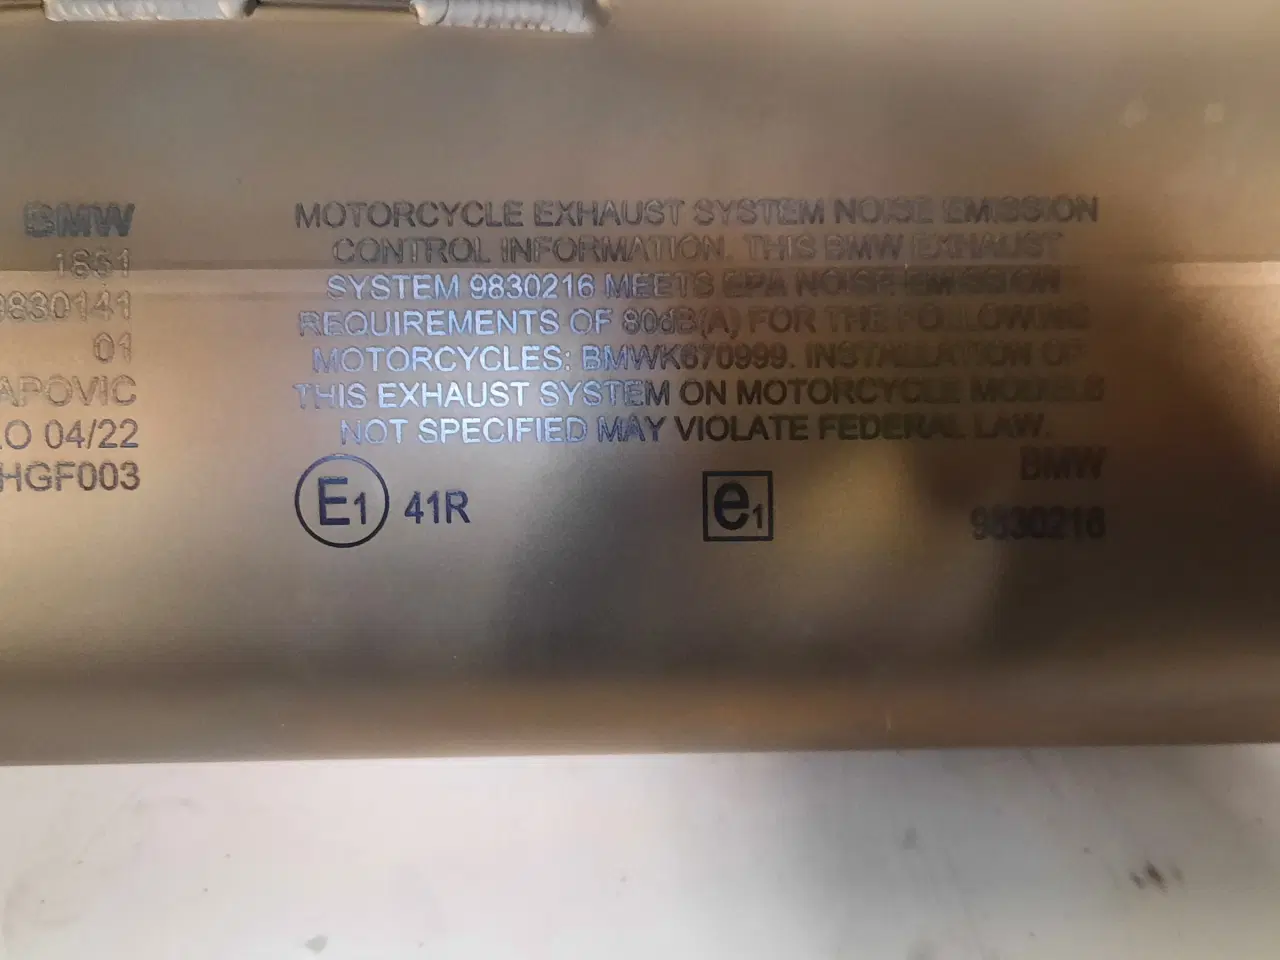 BMW
1851
9830141
01
APOVIC
LO 04/22
HGF003
MOTORCYCLE EXHAUST SYSTEM NOISE EMISSION
CONTROL INFORMATION. THIS BMW EXHAUST
SYSTEM 9830216 MEETS EPA NOISE EMISSION
REQUIREMENTS OF 80dB(A) FOR THE FOLLOWING
MOTORCYCLES: BMWK670999. INSTALLATION OF
THIS EXHAUST SYSTEM ON MOTORCYCLE MODELS
NOT SPECIFIED MAY VIOLATE FEDERAL LAW.
E1 41R
e1
BMW
9830216